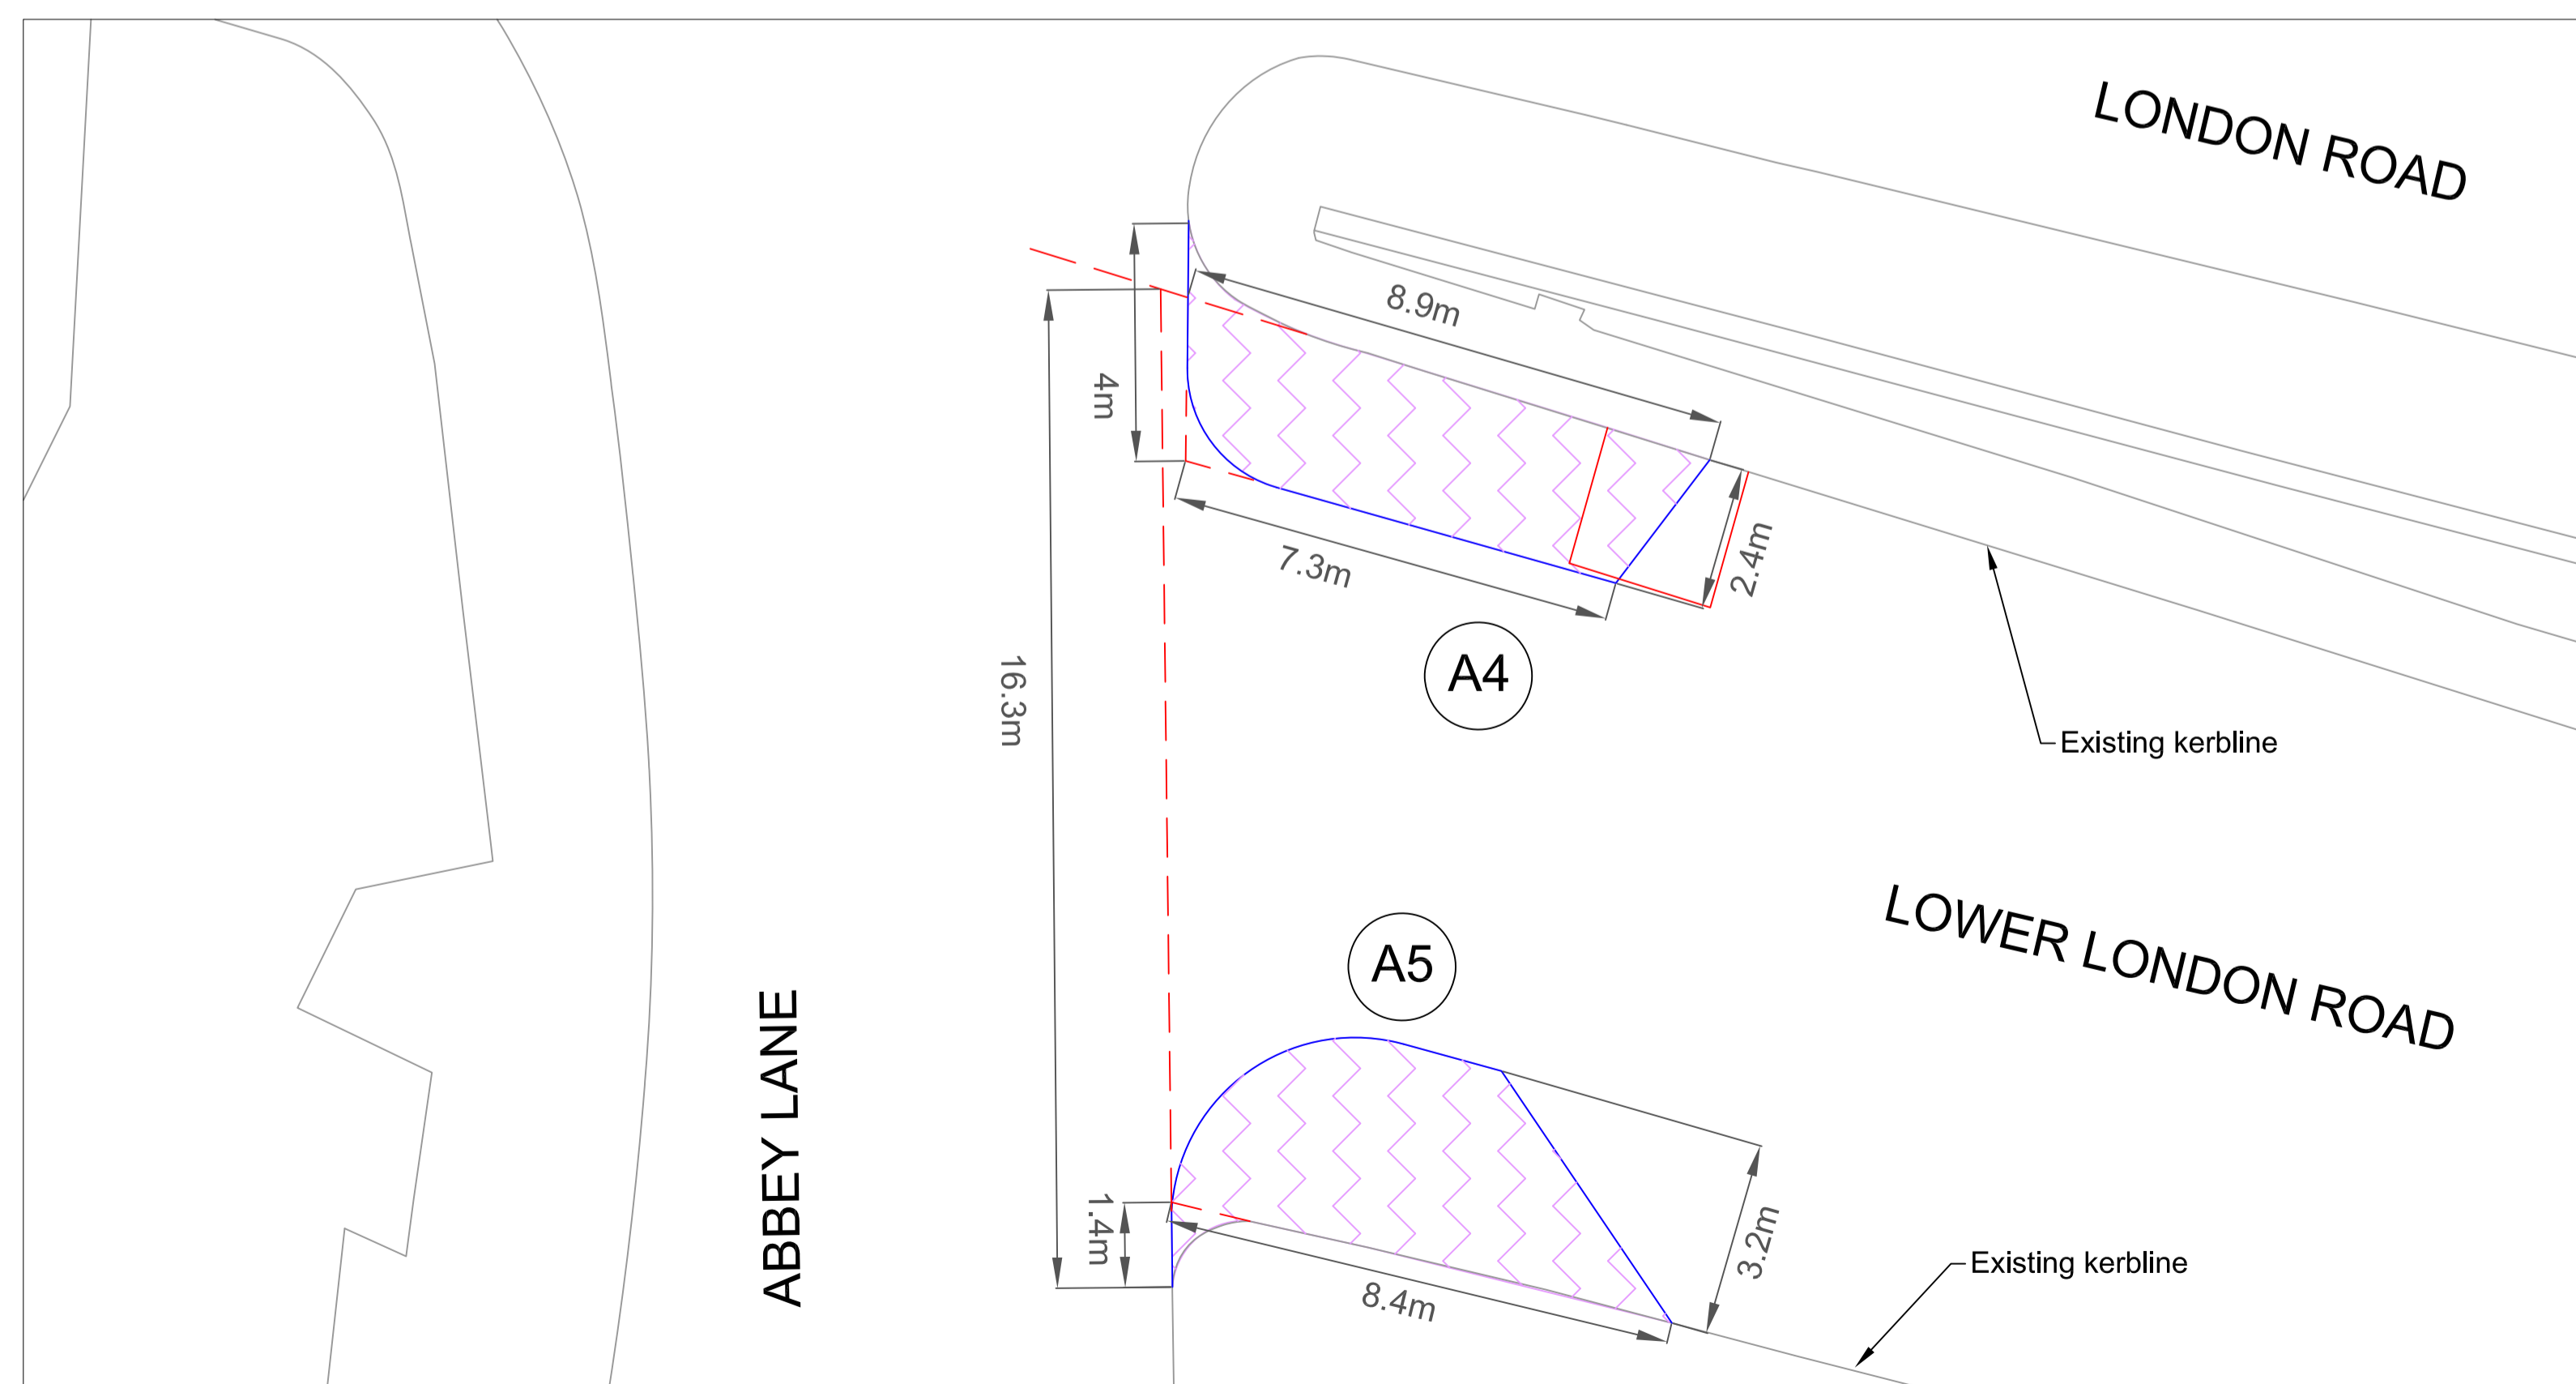 LONDON ROAD
8.9m
4m
7.3m
2.4m
A4
16.3m
Existing kerbline
LOWER LONDON ROAD
A5
ABBEY LANE
1.4m
3.2m
8.4m
Existing kerbline